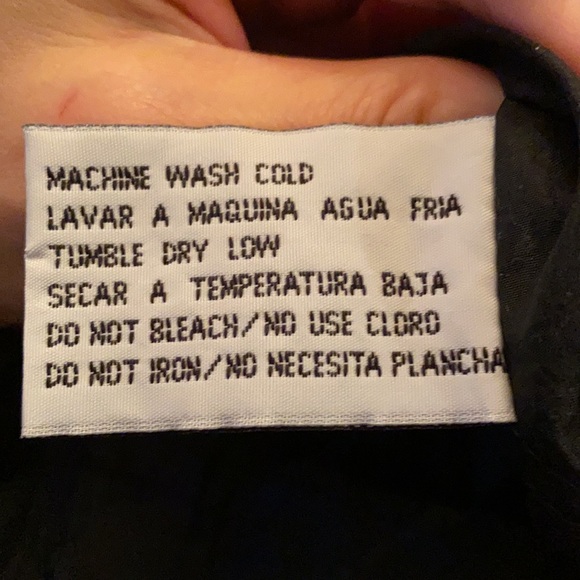 MACHINE WASH COLD
LAVAR A MAQUINA AGUA FRIA
TUMBLE DRY LOW
SECAR A TEMPERATURA BAJA
DO NOT BLEACH/NO USE CLORO
DO NOT IRON/NO NECESITA PLANCHA